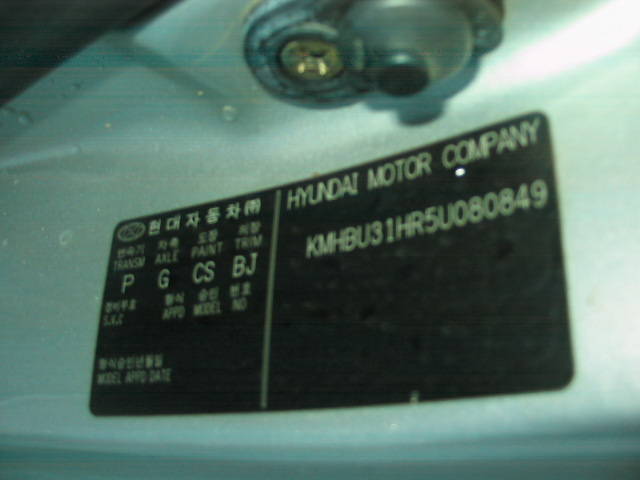 현대자동차(주)
HYUNDAI MOTOR COMPANY
변속기 차축 도장 내장
TRANSM AXLE PAINT TRIM
KMHBU31HR5U080849
P G CS BJ
형식 승인 번호
S.V.C APPD MODEL NO
형식승인년월일
MODEL APPD DATE